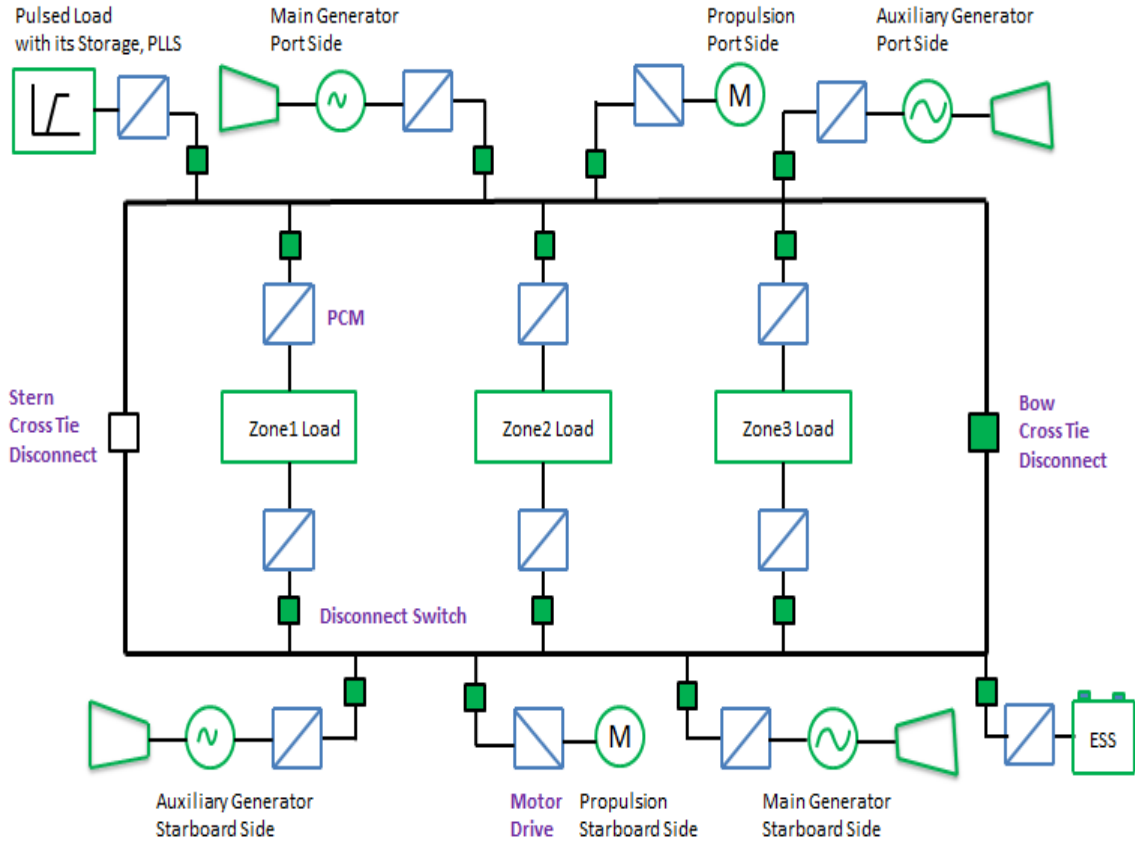 Pulsed Load
with its Storage, PLLS
Main Generator
Port Side
Propulsion
Port Side
Auxiliary Generator
Port Side
M
PCM
Stern
Cross Tie
Disconnect
Zone1 Load
Zone2 Load
Zone3 Load
Bow
Cross Tie
Disconnect
Disconnect Switch
M
ESS
Auxiliary Generator
Starboard Side
Motor
Drive
Propulsion
Starboard Side
Main Generator
Starboard Side